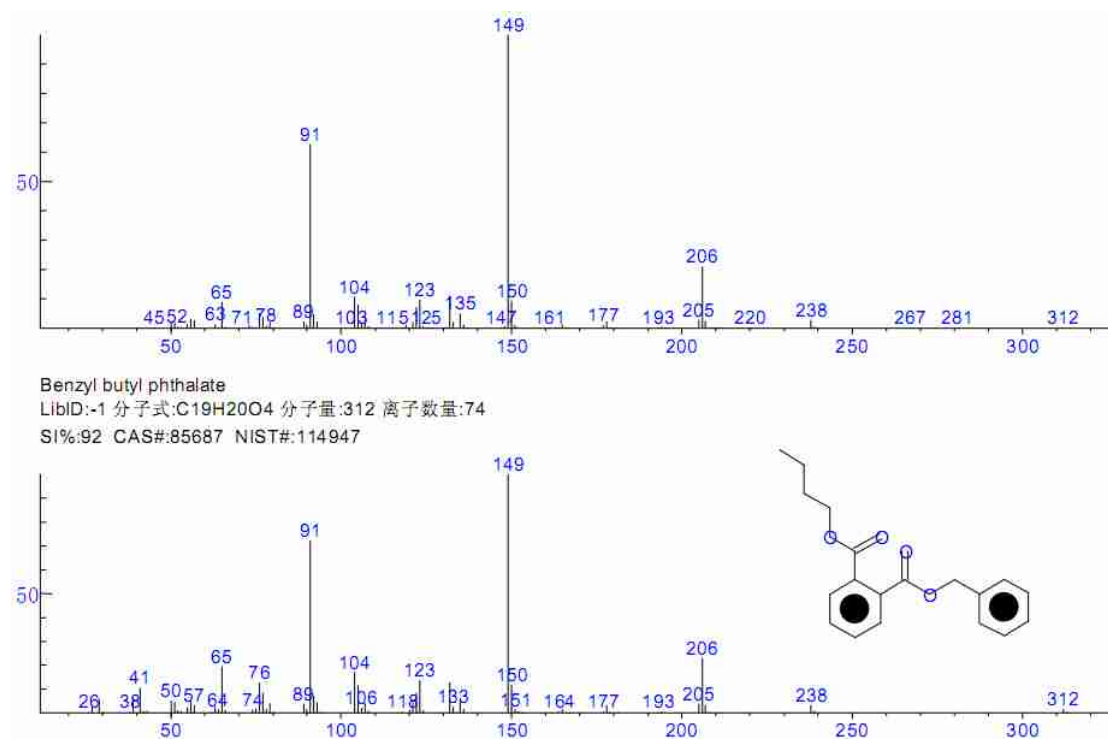 149
91
50
206
65
104
123
150
135
45 52 63 71 78 89 103 115 125 147 161 177 193 205 220 238 267 281 312
50 100 150 200 250 300
Benzyl butyl phthalate
LibID:-1 分子式:C19H20O4 分子量:312 离子数量:74
SI%:92 CAS#:85687 NIST#:114947
149
91
50
O O O O
206
65
104
123
76
150
41
26 38 50 57 64 74 89 106 118 133 151 164 177 193 205 238 312
50 100 150 200 250 300